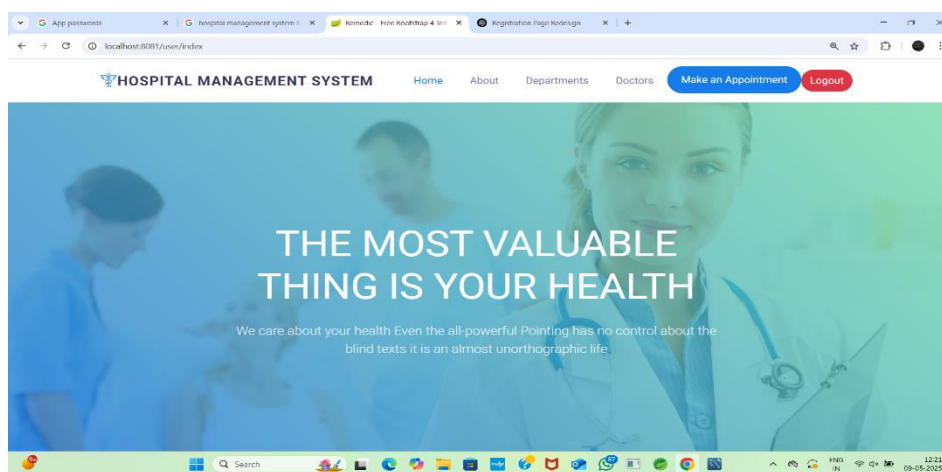 App passwords
hospital management system
Remedic - Free Bootstrap 4
Registration Page Redesign
localhost:8081/user/index
HOSPITAL MANAGEMENT SYSTEM
Home
About
Departments
Doctors
Make an Appointment
Logout
THE MOST VALUABLE
THING IS YOUR HEALTH
We care about your health Even the all-powerful Pointing has no control about the
blind texts it is an almost unorthographic life
Search
ENG
IN
12:21
09-05-2025